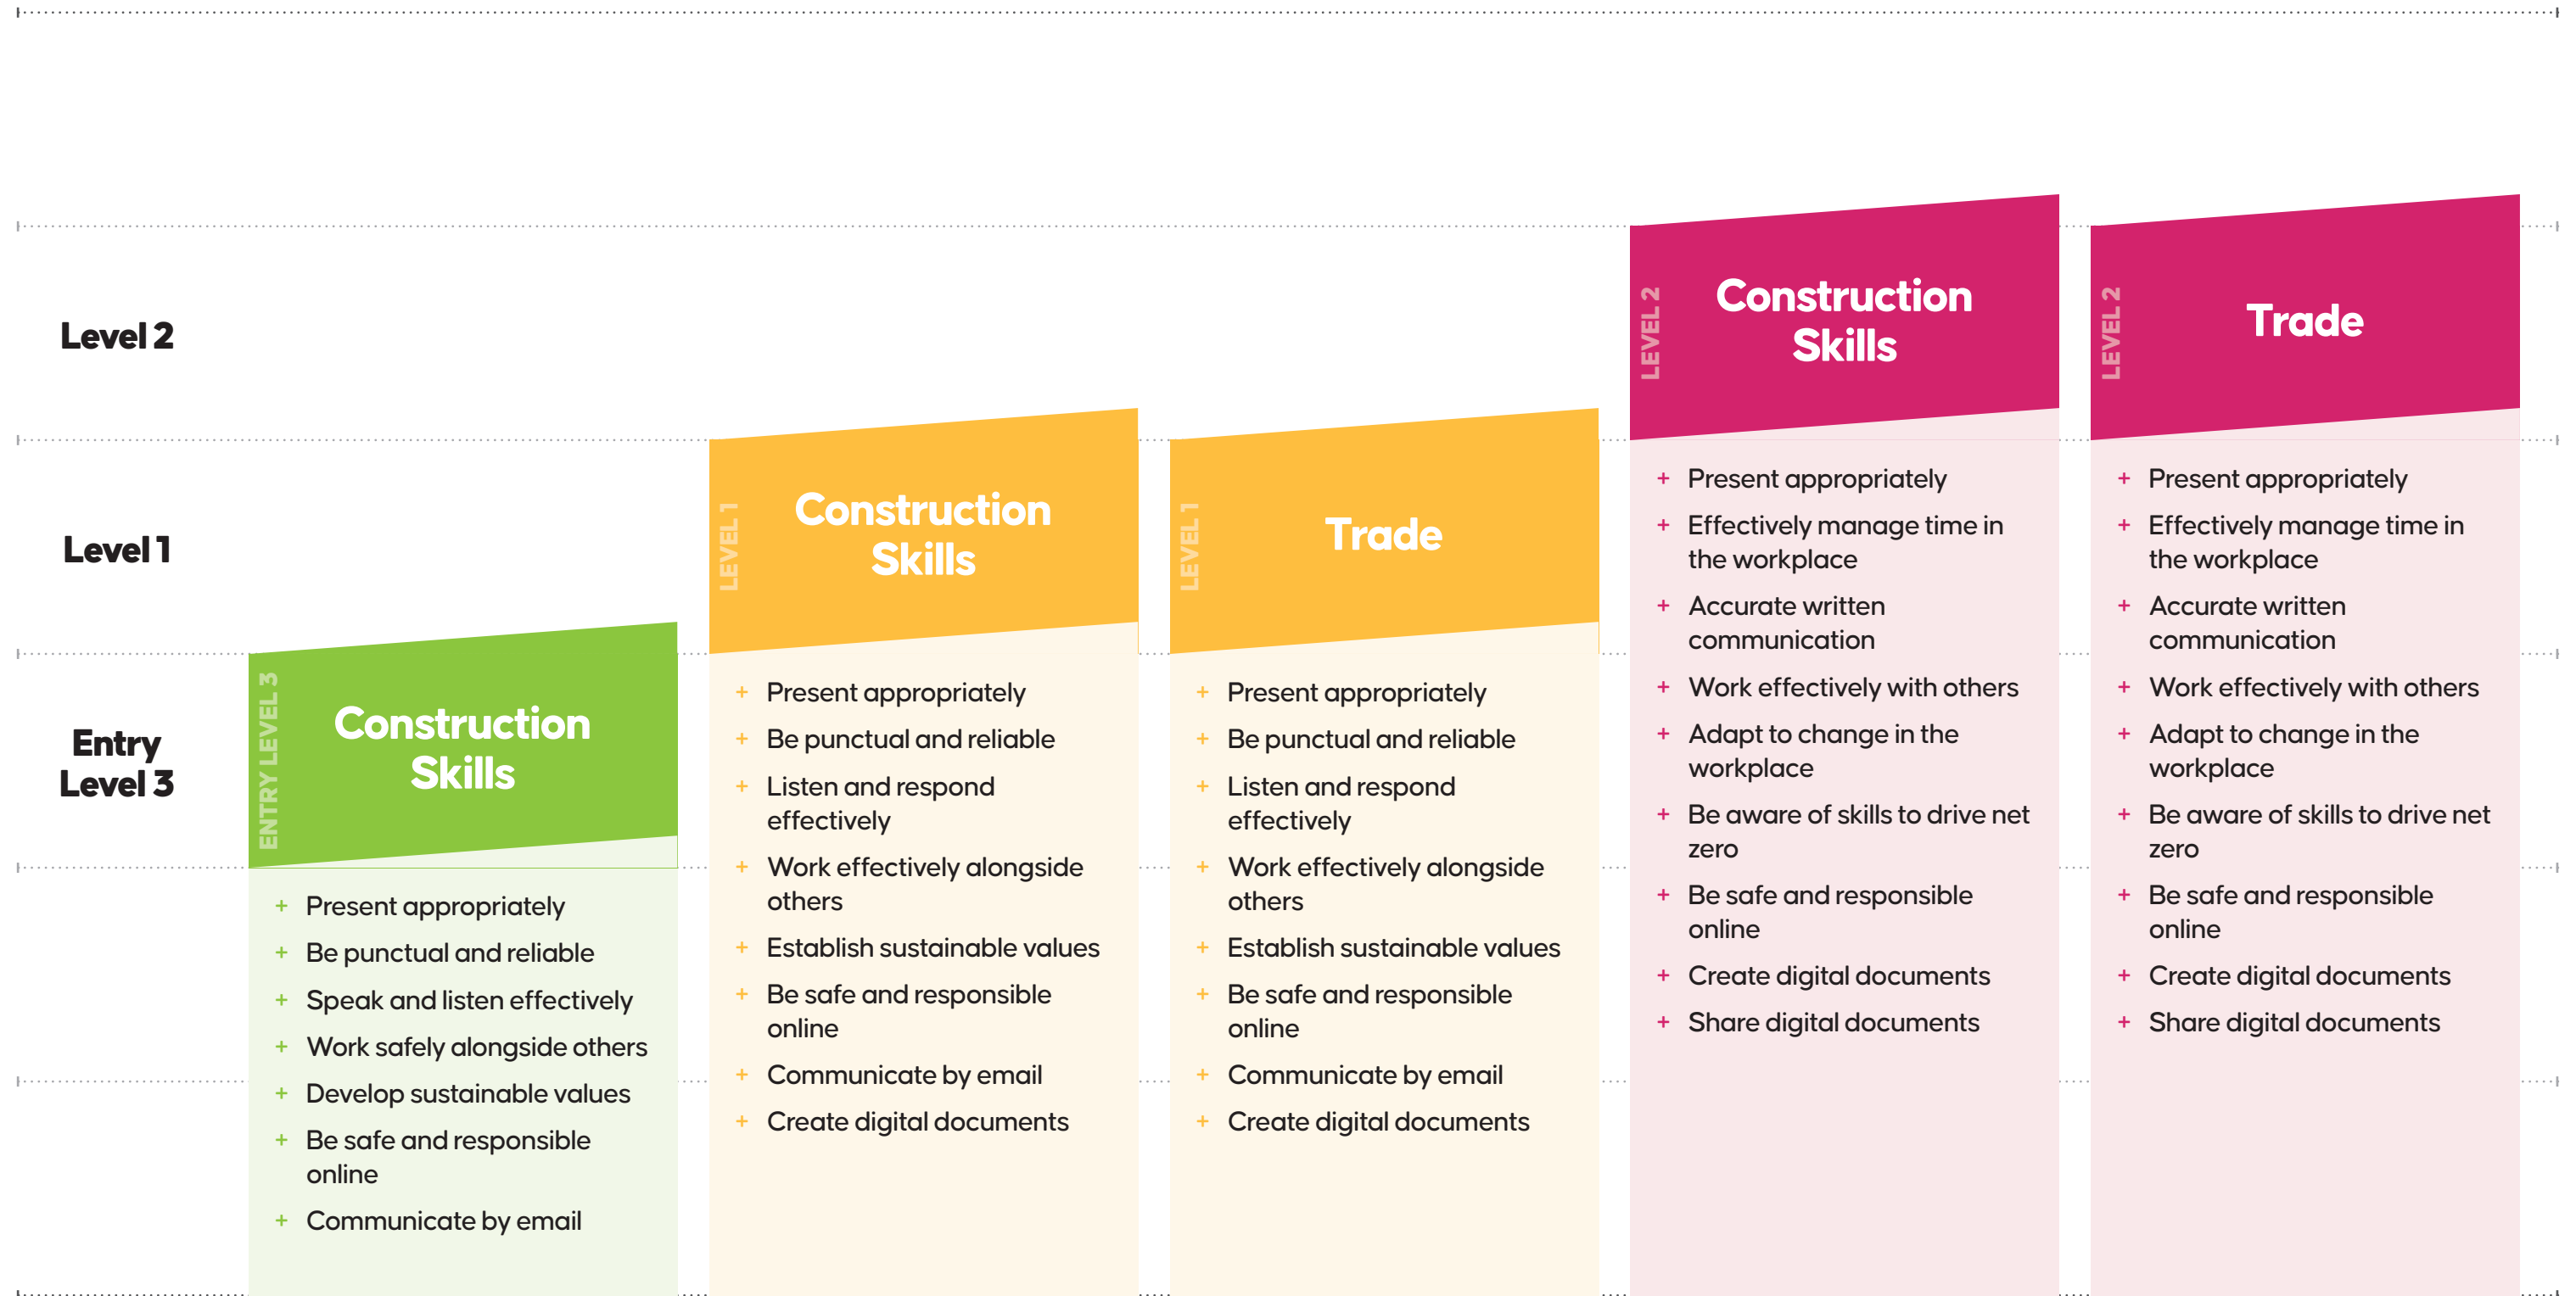 Level 2
Level 1
Entry
Level 3
ENTRY LEVEL 3
Construction
Skills
+ Present appropriately
+ Be punctual and reliable
+ Speak and listen effectively
+ Work safely alongside others
+ Develop sustainable values
+ Be safe and responsible
online
+ Communicate by email
LEVEL 1
Construction
Skills
+ Present appropriately
+ Be punctual and reliable
+ Listen and respond
effectively
+ Work effectively alongside
others
+ Establish sustainable values
+ Be safe and responsible
online
+ Communicate by email
+ Create digital documents
LEVEL 1
Trade
+ Present appropriately
+ Be punctual and reliable
+ Listen and respond
effectively
+ Work effectively alongside
others
+ Establish sustainable values
+ Be safe and responsible
online
+ Communicate by email
+ Create digital documents
LEVEL 2
Construction
Skills
+ Present appropriately
+ Effectively manage time in
the workplace
+ Accurate written
communication
+ Work effectively with others
+ Adapt to change in the
workplace
+ Be aware of skills to drive net
zero
+ Be safe and responsible
online
+ Create digital documents
+ Share digital documents
LEVEL 2
Trade
+ Present appropriately
+ Effectively manage time in
the workplace
+ Accurate written
communication
+ Work effectively with others
+ Adapt to change in the
workplace
+ Be aware of skills to drive net
zero
+ Be safe and responsible
online
+ Create digital documents
+ Share digital documents